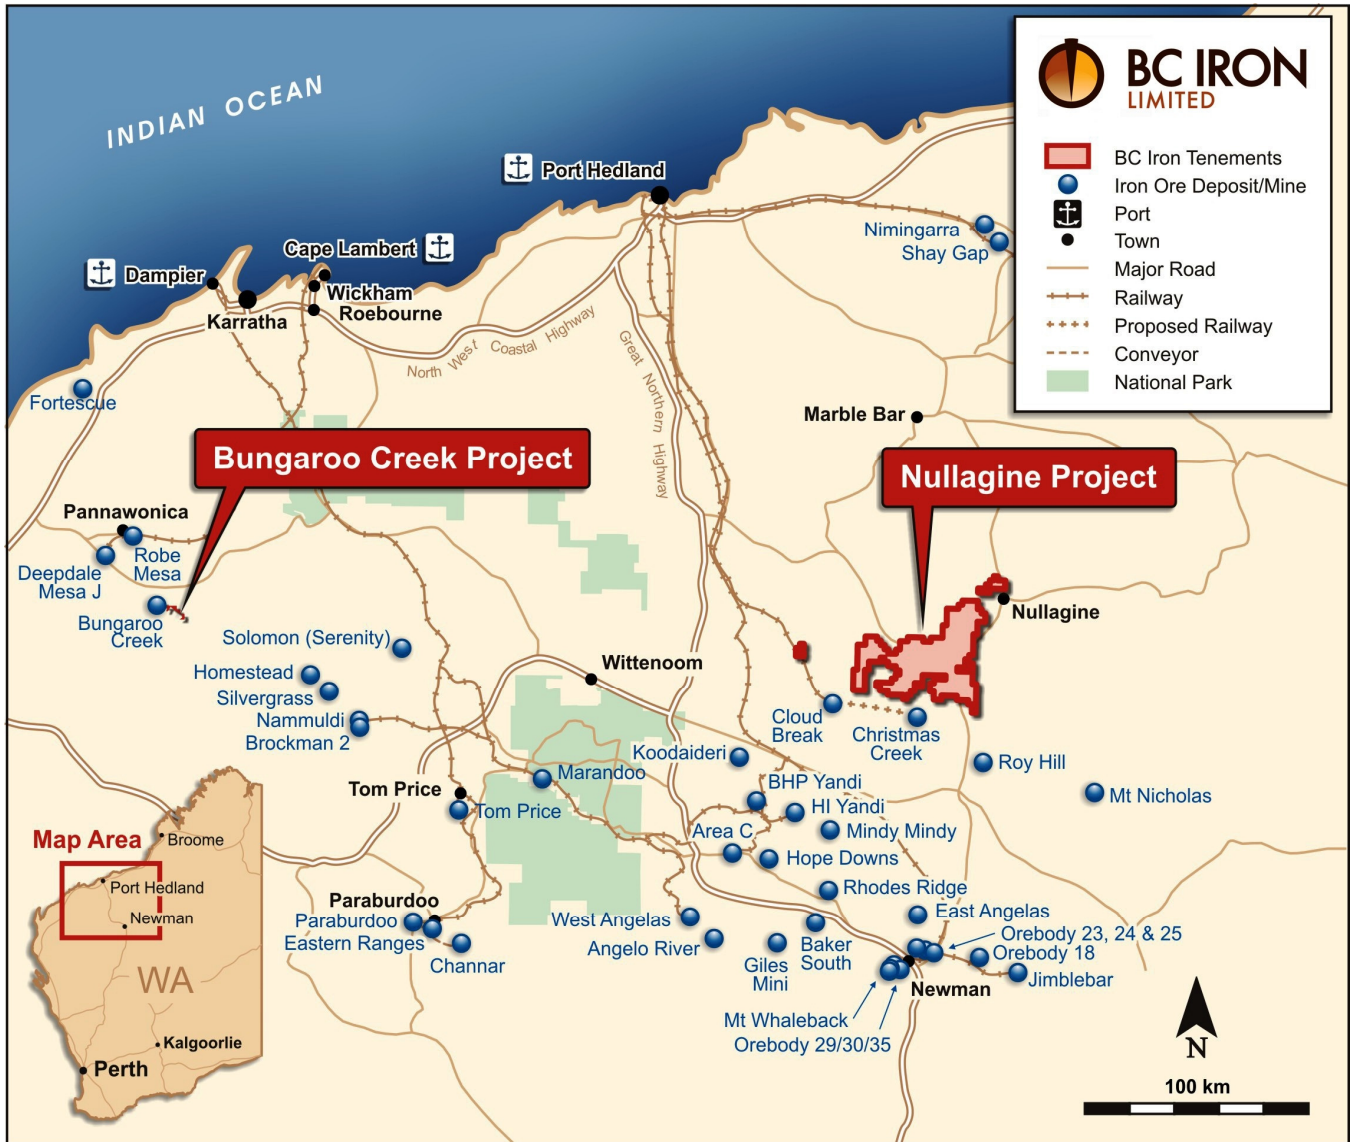 INDIAN OCEAN
BC IRON
LIMITED
BC Iron Tenements
Iron Ore Deposit/Mine
Port
Town
Major Road
Railway
Proposed Railway
Conveyor
National Park
Port Hedland
Nimingarra
Shay Gap
Cape Lambert
Dampier
Wickham
Roebourne
Karratha
North West Coastal Highway
Great Northern Highway
Fortescue
Marble Bar
Bungaroo Creek Project
Nullagine Project
Pannawonica
Robe
Mesa
Deepdale
Mesa J
Bungaroo
Creek
Nullagine
Solomon (Serenity)
Homestead
Silvergrass
Nammuldi
Brockman 2
Wittenoom
Cloud
Break
Christmas
Creek
Koodaideri
Roy Hill
Mt Nicholas
Marandoo
BHP Yandi
HI Yandi
Tom Price
Tom Price
Area C
Mindy Mindy
Hope Downs
Rhodes Ridge
Paraburdoo
Paraburdoo
Eastern Ranges
Channar
West Angelas
Angelo River
East Angelas
Orebody 23, 24 & 25
Orebody 18
Jimblebar
Baker
South
Giles
Mini
Newman
Mt Whaleback
Orebody 29/30/35
Map Area
Broome
Port Hedland
Newman
WA
Kalgoorlie
Perth
N
100 km